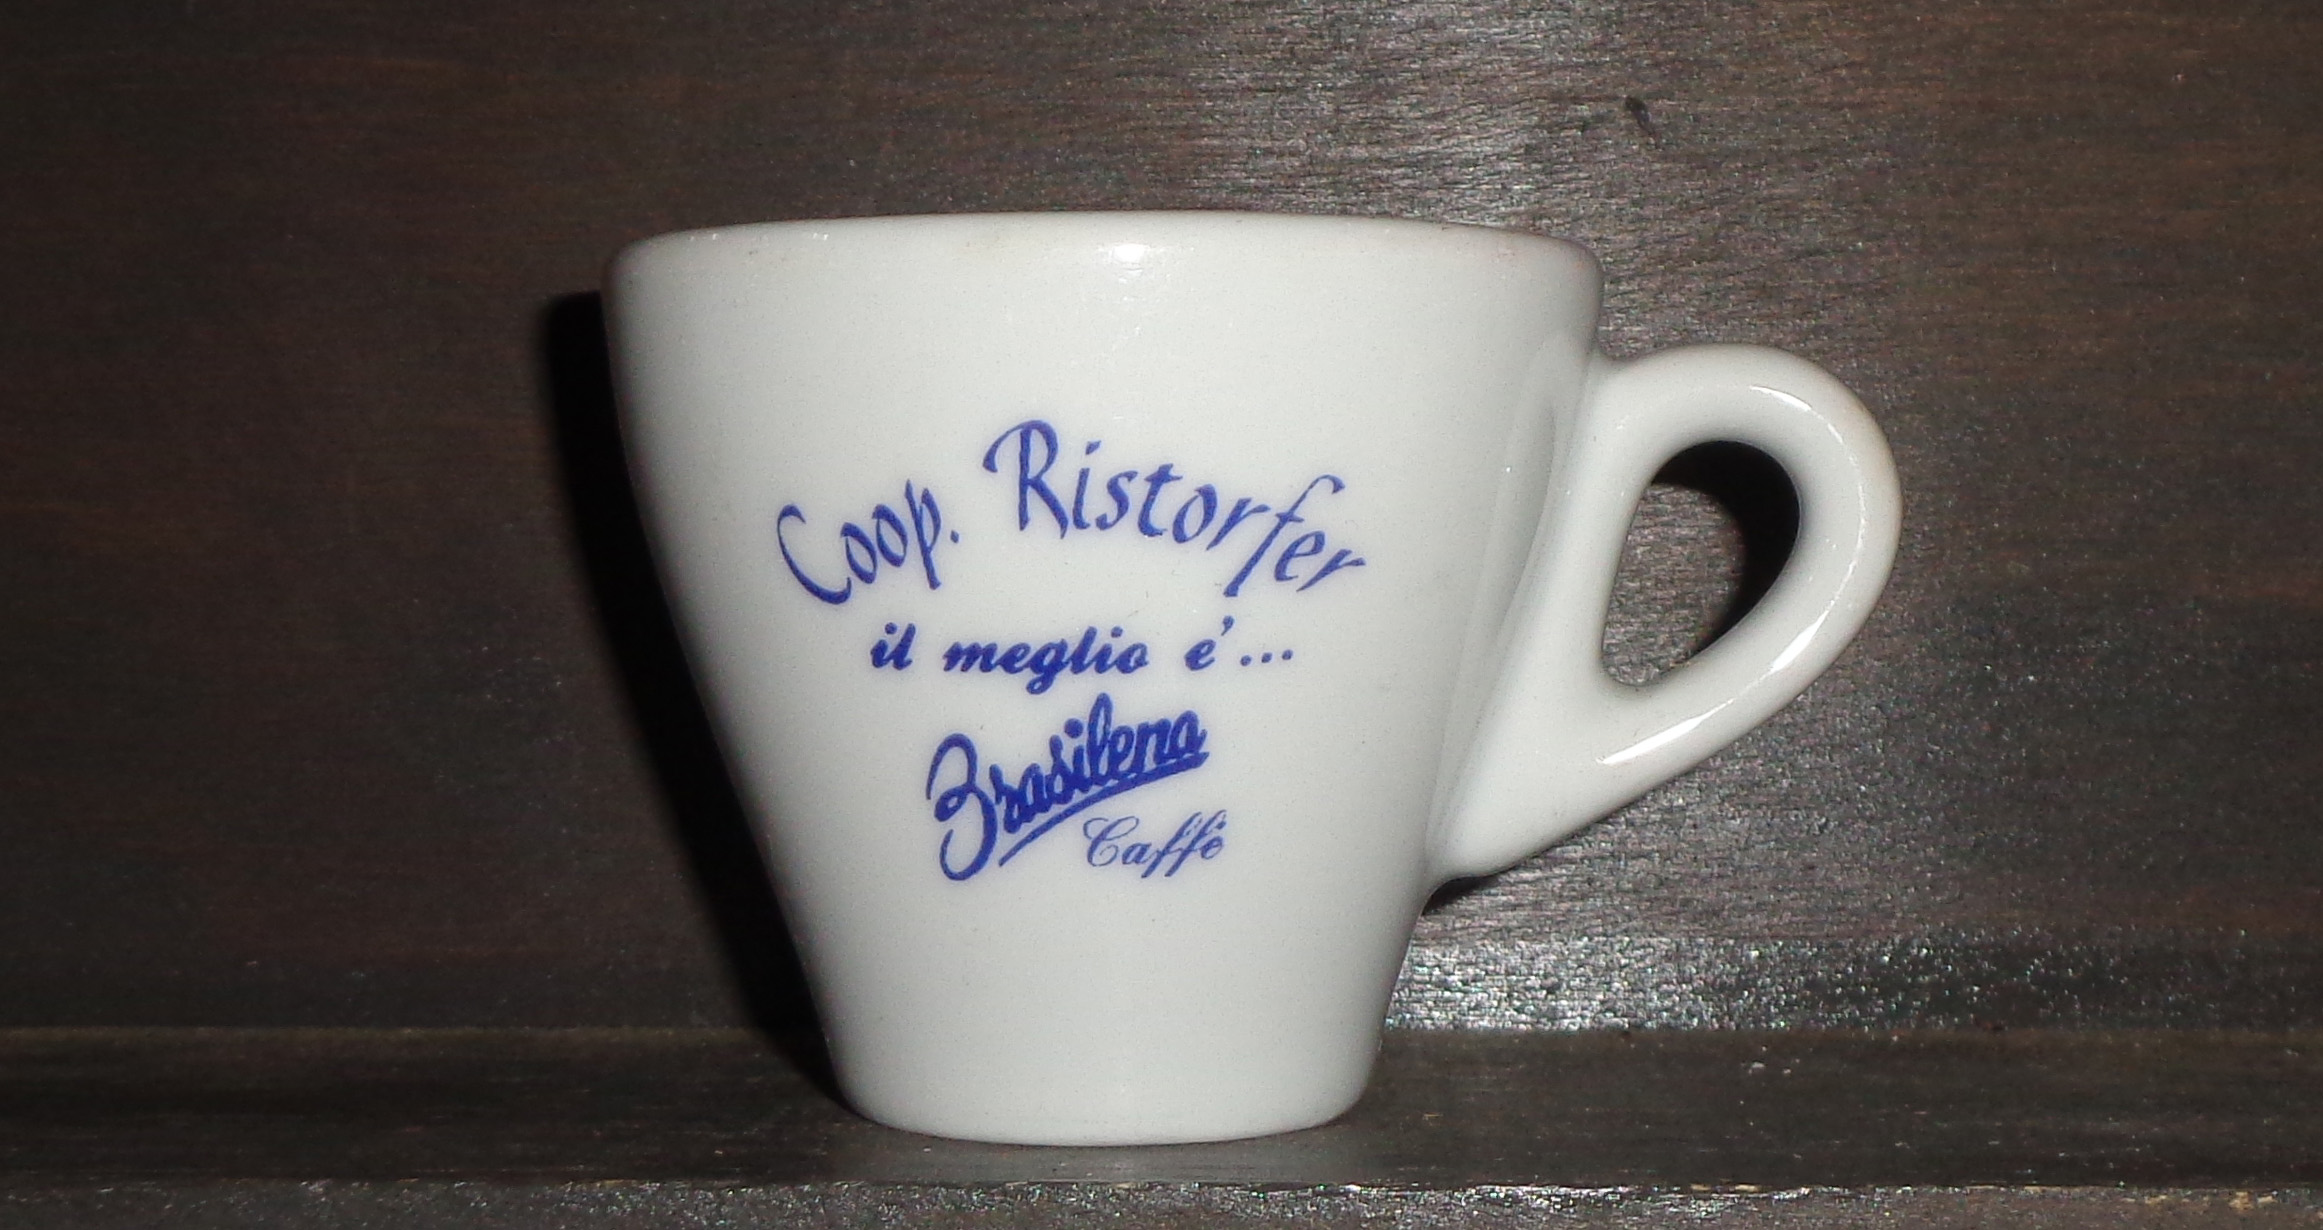 Coop. Ristorfer
il meglio e'...
Brasilena
Caffè